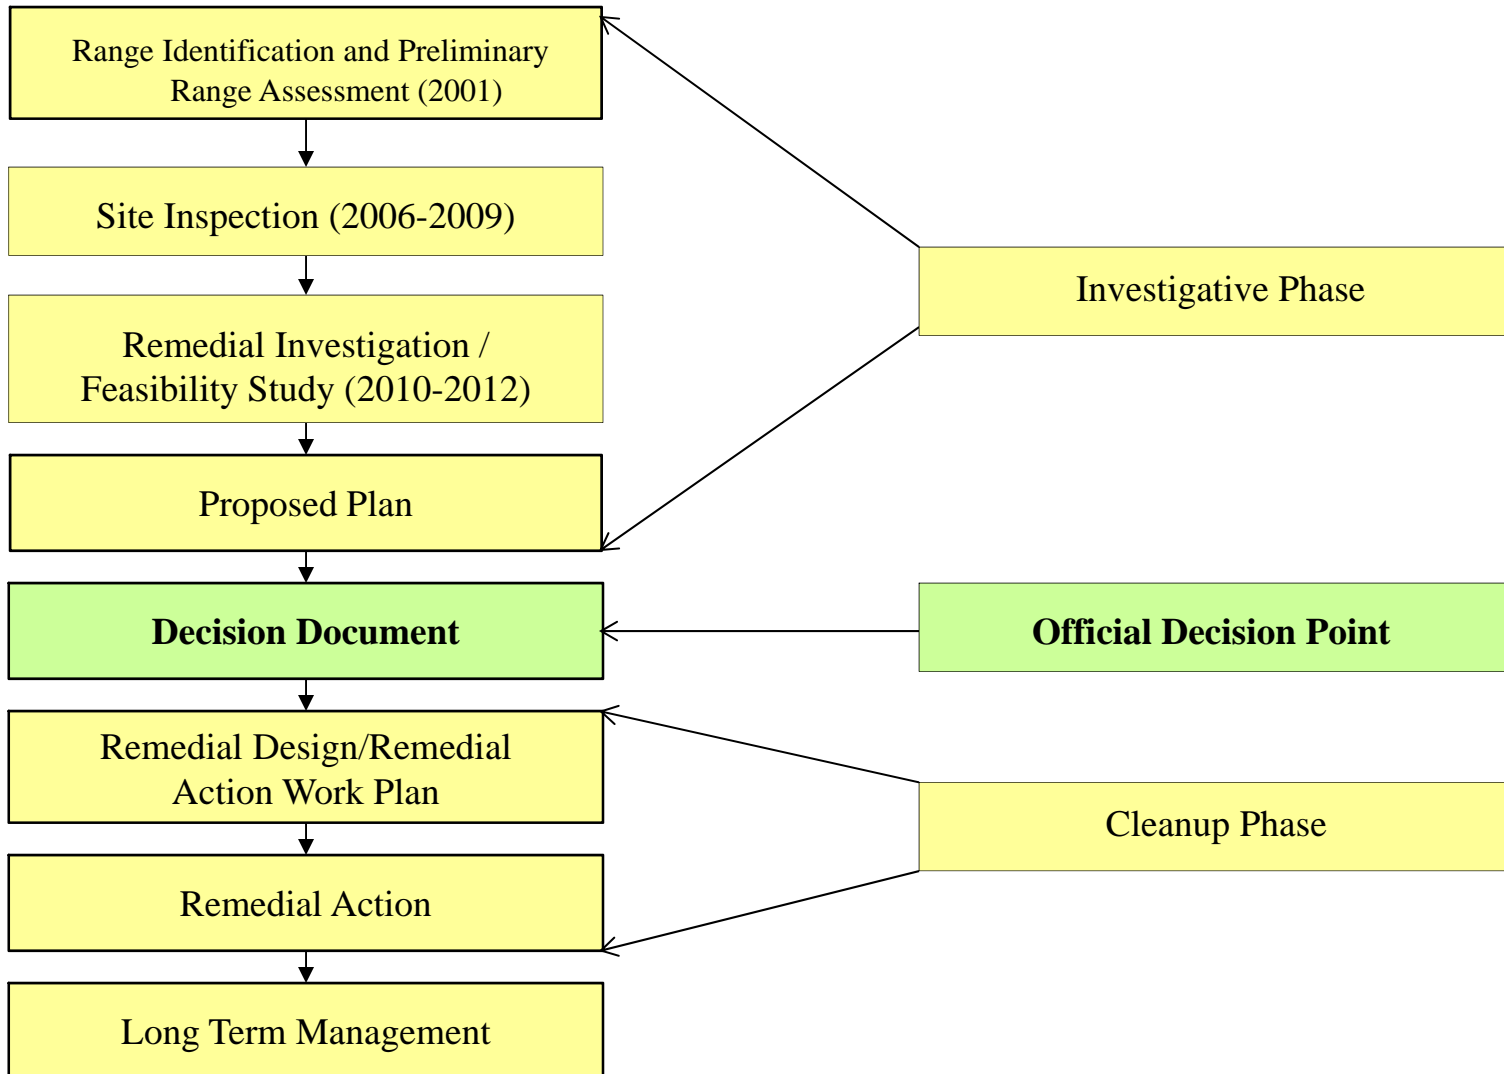 Range Identification and Preliminary
Range Assessment (2001)
Site Inspection (2006-2009)
Remedial Investigation /
Feasibility Study (2010-2012)
Proposed Plan
Decision Document
Remedial Design/Remedial
Action Work Plan
Remedial Action
Long Term Management
Investigative Phase
Official Decision Point
Cleanup Phase